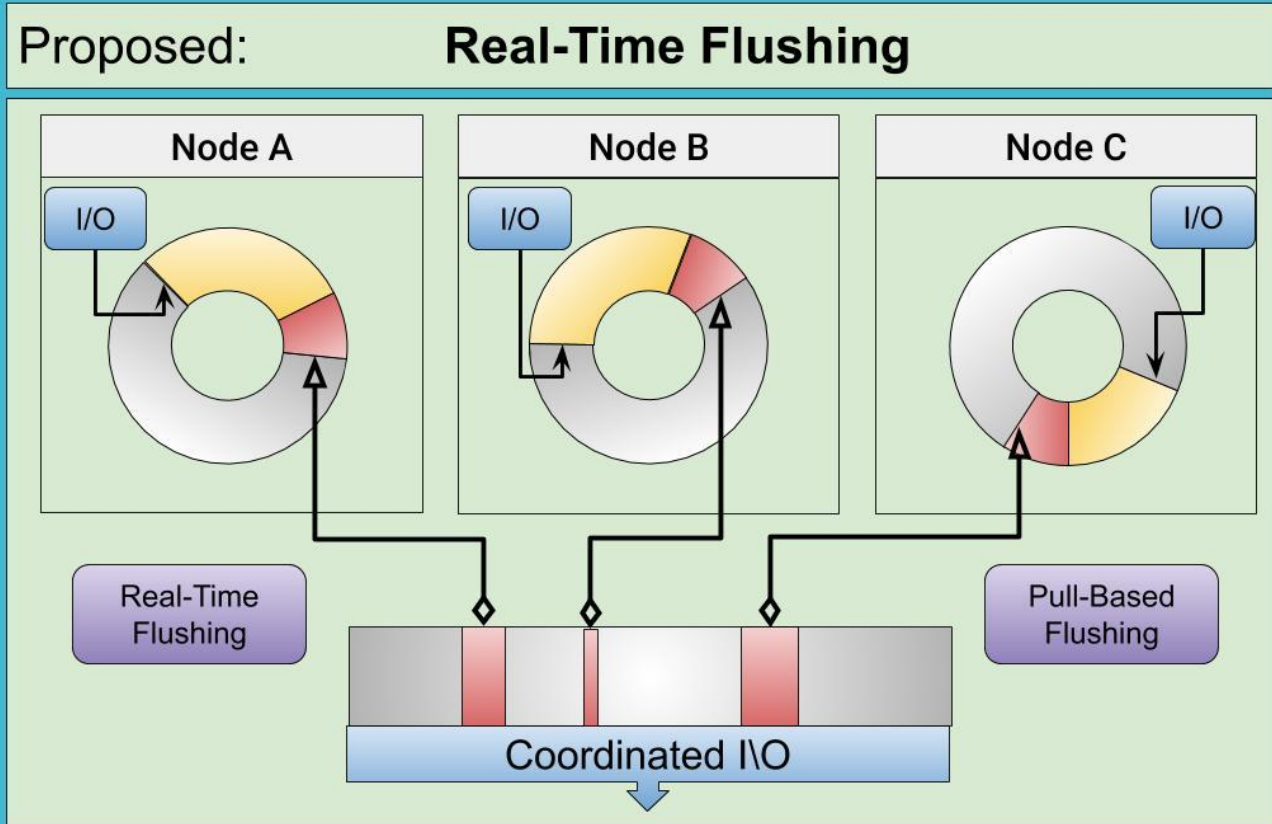 Proposed: Real-Time Flushing
Node A
Node B
Node C
I/O
I/O
I/O
Real-Time
Flushing
Pull-Based
Flushing
Coordinated I\O